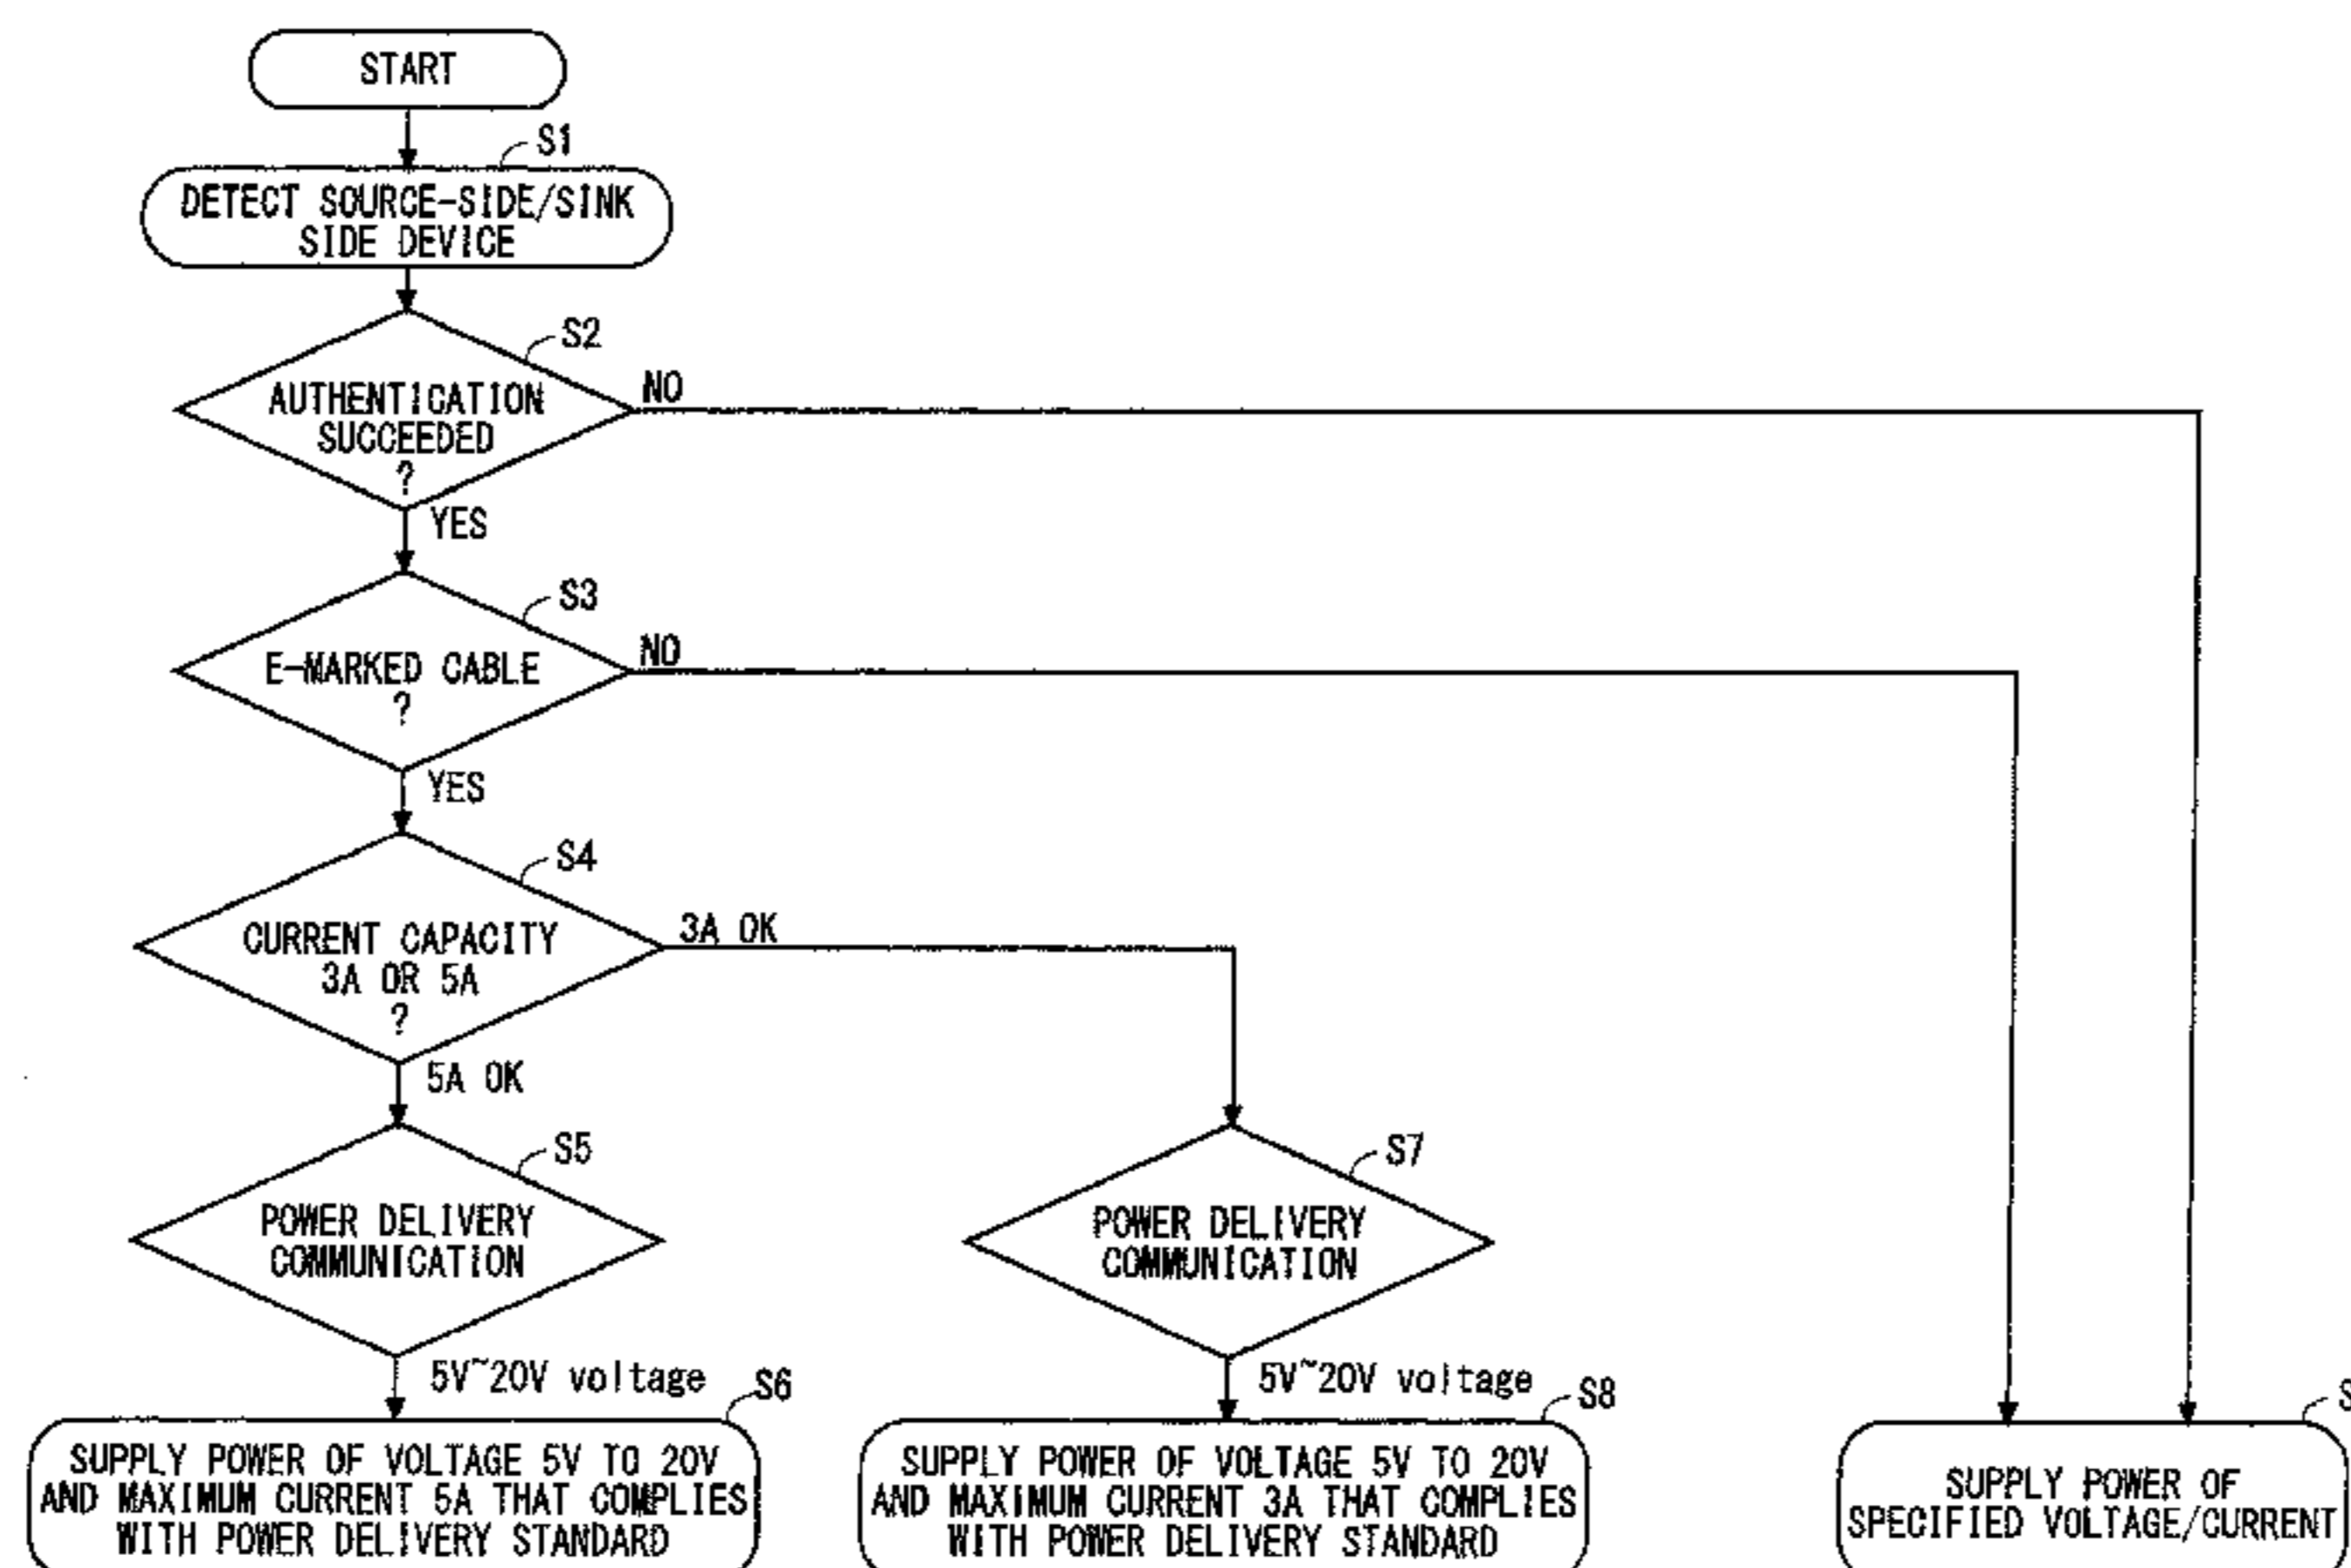 START
S1
DETECT SOURCE-SIDE/SINK
SIDE DEVICE
S2
AUTHENTICATION
SUCCEEDED
?
NO
YES
S3
E-MARKED CABLE
?
NO
YES
S4
CURRENT CAPACITY
3A OR 5A
?
3A OK
5A OK
S5
POWER DELIVERY
COMMUNICATION
S7
POWER DELIVERY
COMMUNICATION
5V~20V voltage
S6
5V~20V voltage
S8
SUPPLY POWER OF VOLTAGE 5V TO 20V
AND MAXIMUM CURRENT 5A THAT COMPLIES
WITH POWER DELIVERY STANDARD
SUPPLY POWER OF VOLTAGE 5V TO 20V
AND MAXIMUM CURRENT 3A THAT COMPLIES
WITH POWER DELIVERY STANDARD
SUPPLY POWER OF
SPECIFIED VOLTAGE/CURRENT